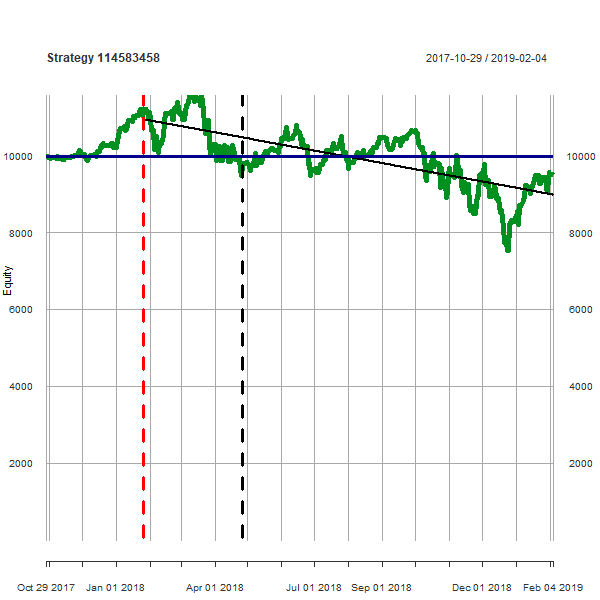 Strategy 114583458
2017-10-29 / 2019-02-04
10000
10000
8000
8000
Equity
6000
6000
4000
4000
2000
2000
Oct 29 2017
Jan 01 2018
Apr 01 2018
Jul 01 2018
Sep 01 2018
Dec 01 2018
Feb 04 2019